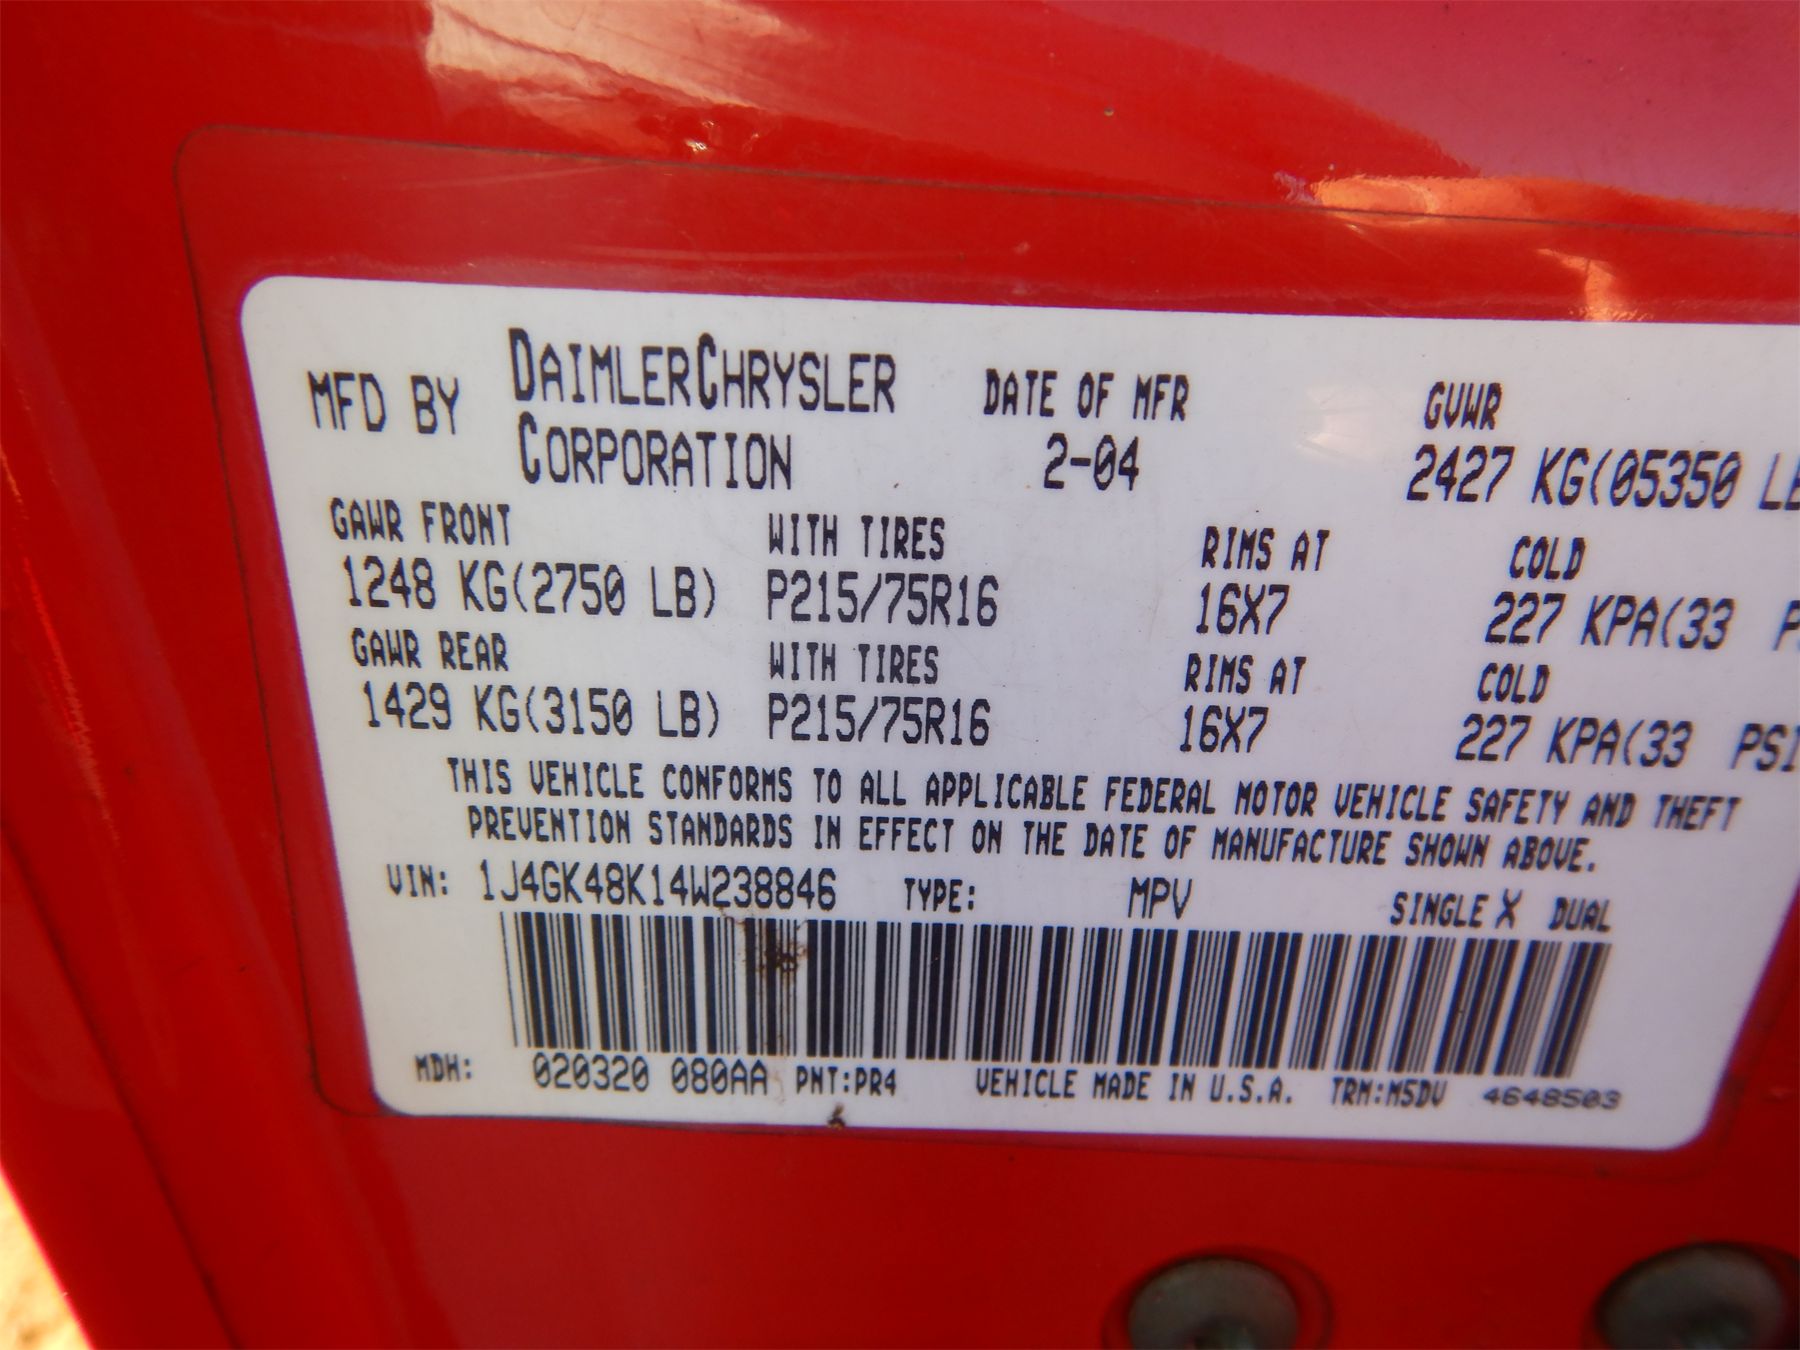 MFD BY DAIMLERCHRYSLER CORPORATION DATE OF MFR 2-04 GVWR 2427 KG(05350 LB
GAWR FRONT WITH TIRES RIMS AT COLD
1248 KG(2750 LB) P215/75R16 16X7 227 KPA(33 P
GAWR REAR WITH TIRES RIMS AT COLD
1429 KG(3150 LB) P215/75R16 16X7 227 KPA(33 PSI
THIS VEHICLE CONFORMS TO ALL APPLICABLE FEDERAL MOTOR VEHICLE SAFETY AND THEFT
PREVENTION STANDARDS IN EFFECT ON THE DATE OF MANUFACTURE SHOWN ABOVE.
VIN: 1J4GK48K14W238846 TYPE: MPV SINGLE X DUAL
MDH: 020320 080AA PNT:PR4 VEHICLE MADE IN U.S.A. TRM:M5DV 4648503